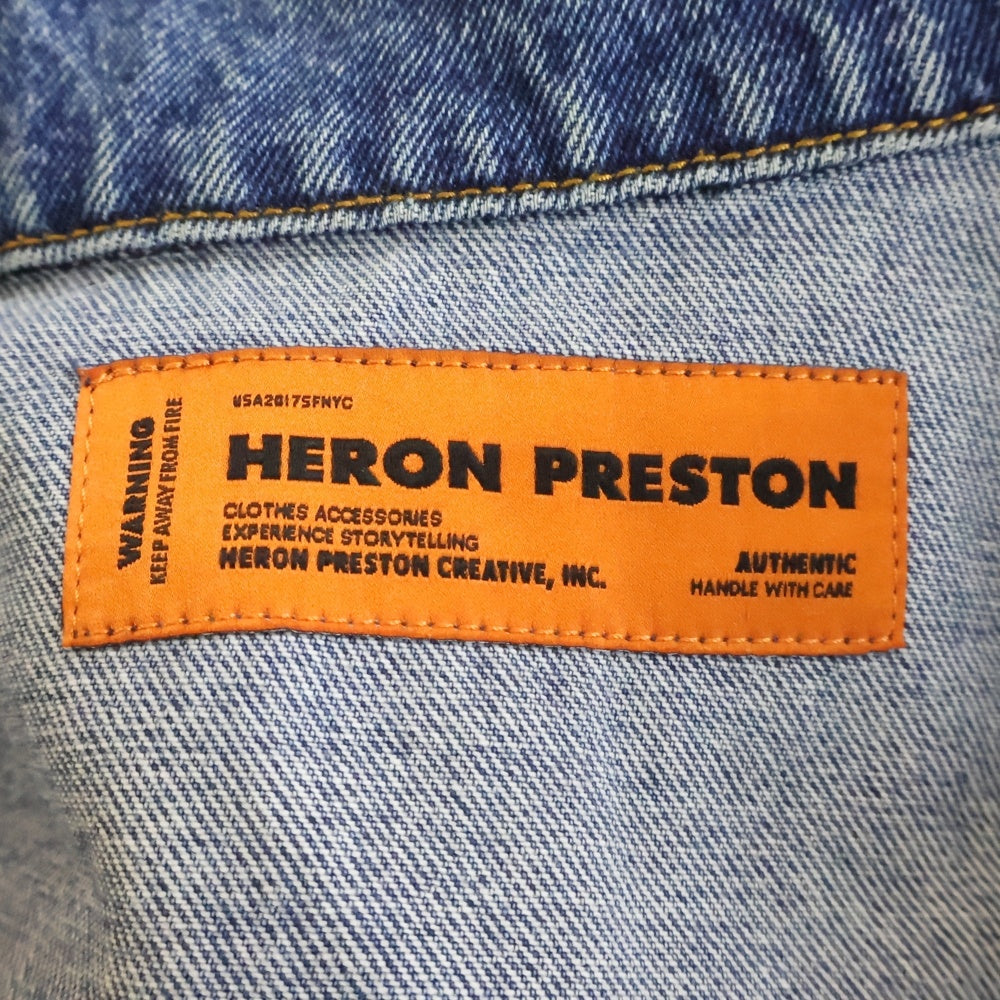 WARNING
KEEP AWAY FROM FIRE
USA2017SFNYC
HERON PRESTON
CLOTHES ACCESSORIES
EXPERIENCE STORYTELLING
HERON PRESTON CREATIVE, INC.
AUTHENTIC
HANDLE WITH CARE